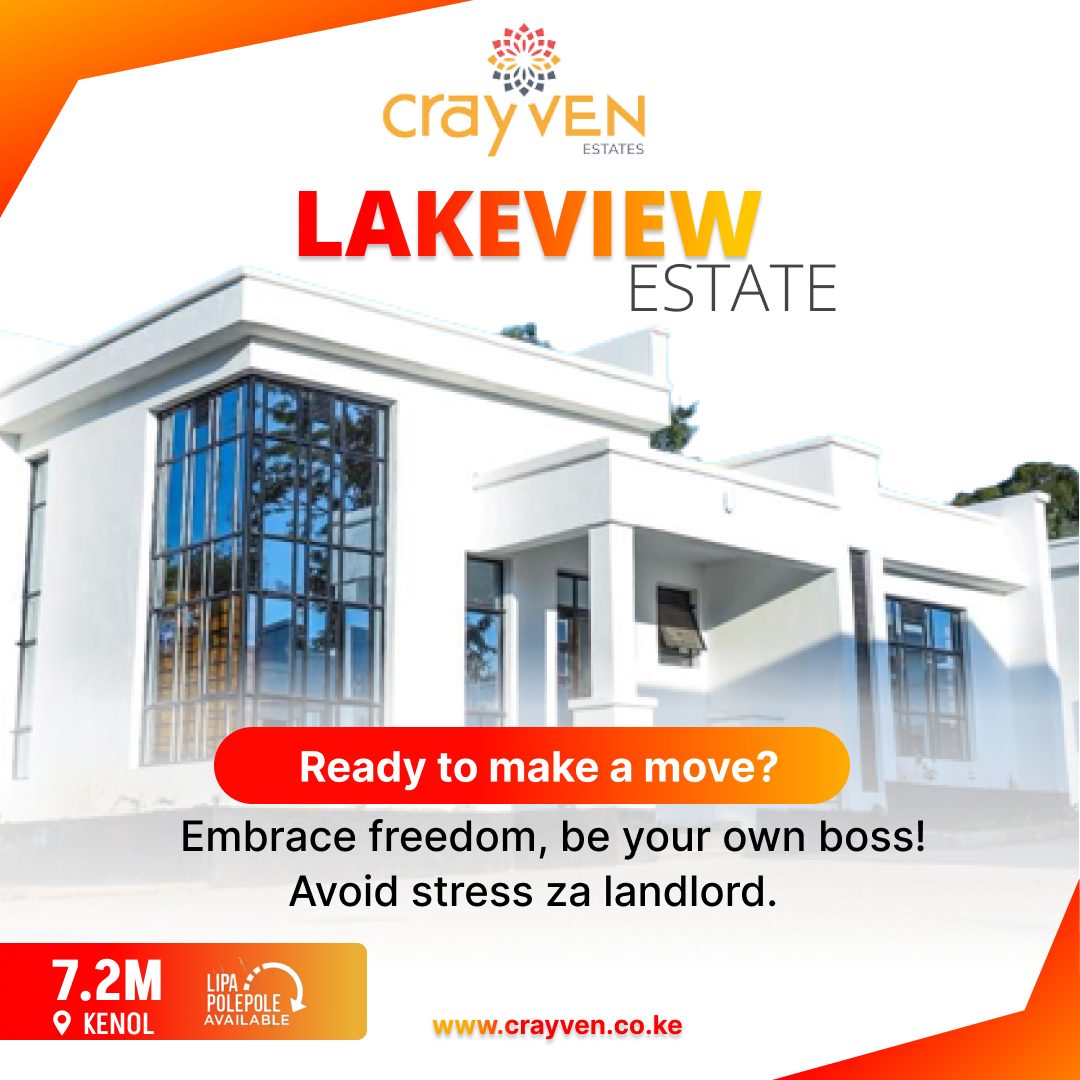 crayVEN
ESTATES
LAKEVIEW
ESTATE
Ready to make a move?
Embrace freedom, be your own boss!
Avoid stress za landlord.
7.2M
KENOL
LIPA
POLEPOLE
AVAILABLE
www.crayven.co.ke